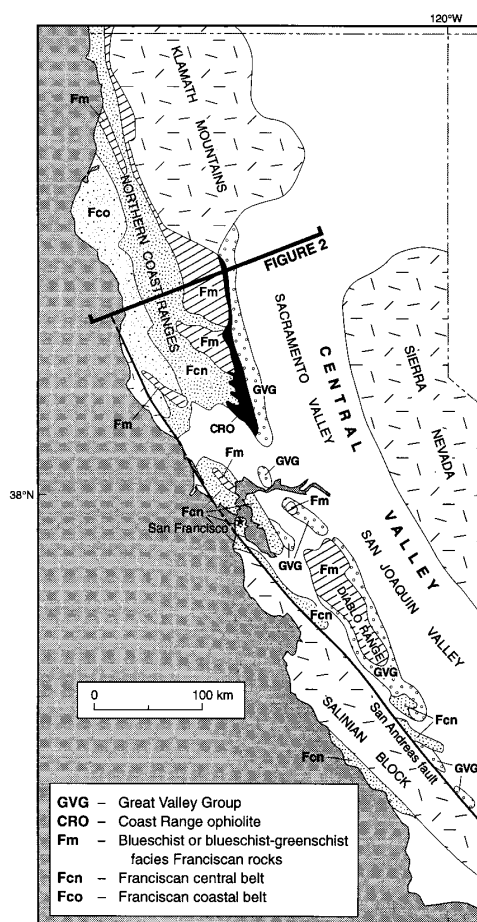 120°W
KLAMATH
MOUNTAINS
Fm
NORTHERN COAST RANGES
Fco
FIGURE 2
Fm
SACRAMENTO VALLEY
CENTRAL
VALLEY
SIERRA
NEVADA
Fm
Fcn
GVG
Fm
CRO
GVG
Fm
38°N
Fm
Fcn
San Francisco
GVG
Fm
DIABLO RANGE
SAN JOAQUIN VALLEY
Fcn
GVG
SALINIAN BLOCK
San Andreas fault
Fcn
Fcn
GVG
0 100 km
GVG – Great Valley Group
CRO – Coast Range ophiolite
Fm – Blueschist or blueschist-greenschist
facies Franciscan rocks
Fcn – Franciscan central belt
Fco – Franciscan coastal belt